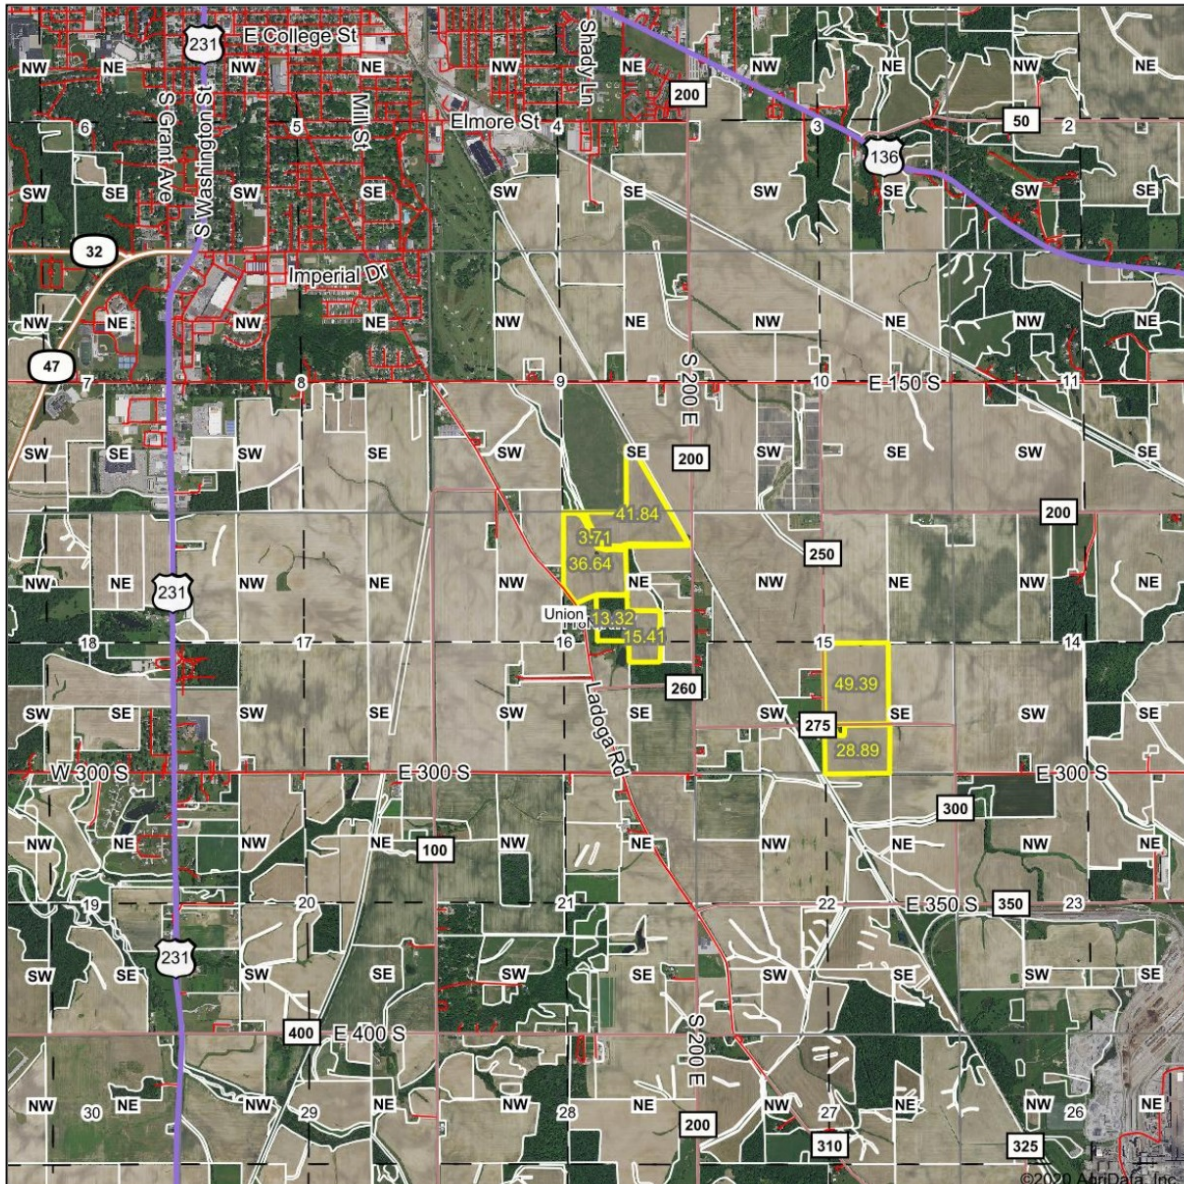 231
E College St
Shady Ln
NW
NE
NW
NE
NW
NE
NW
NE
NW
NE
200
S Grant Ave
S Washington St
Mill St
6
5
Elmore St
4
3
50
2
136
SW
SE
SW
SE
SW
SE
SW
SE
SW
SE
32
Imperial Dr
NW
NE
NW
NE
NW
NE
NW
NE
NW
NE
47
7
8
9
S 200 E
10
E 150 S
11
SW
SE
SW
SE
SW
SE
200
SW
SE
SW
SE
41.84
200
3.71
36.64
250
NW
NE
NW
NE
NW
NE
NW
NE
NW
NE
231
Union
13.32
15.41
18
17
16
15
14
49.39
260
SW
SE
SW
SE
SW
SE
SW
SE
SW
SE
275
Ladoga Rd
28.89
W 300 S
E 300 S
E 300 S
300
NW
NE
NW
NE
NW
NE
NW
NE
NW
NE
100
19
20
21
22
E 350 S
350
23
231
SW
SE
SW
SE
SW
SE
SW
SE
SW
SE
400
E 400 S
S 200 E
NW
30
NE
NW
29
NE
NW
28
NE
NW
27
NE
NW
26
NE
200
310
325
©2020 AgriData, Inc.